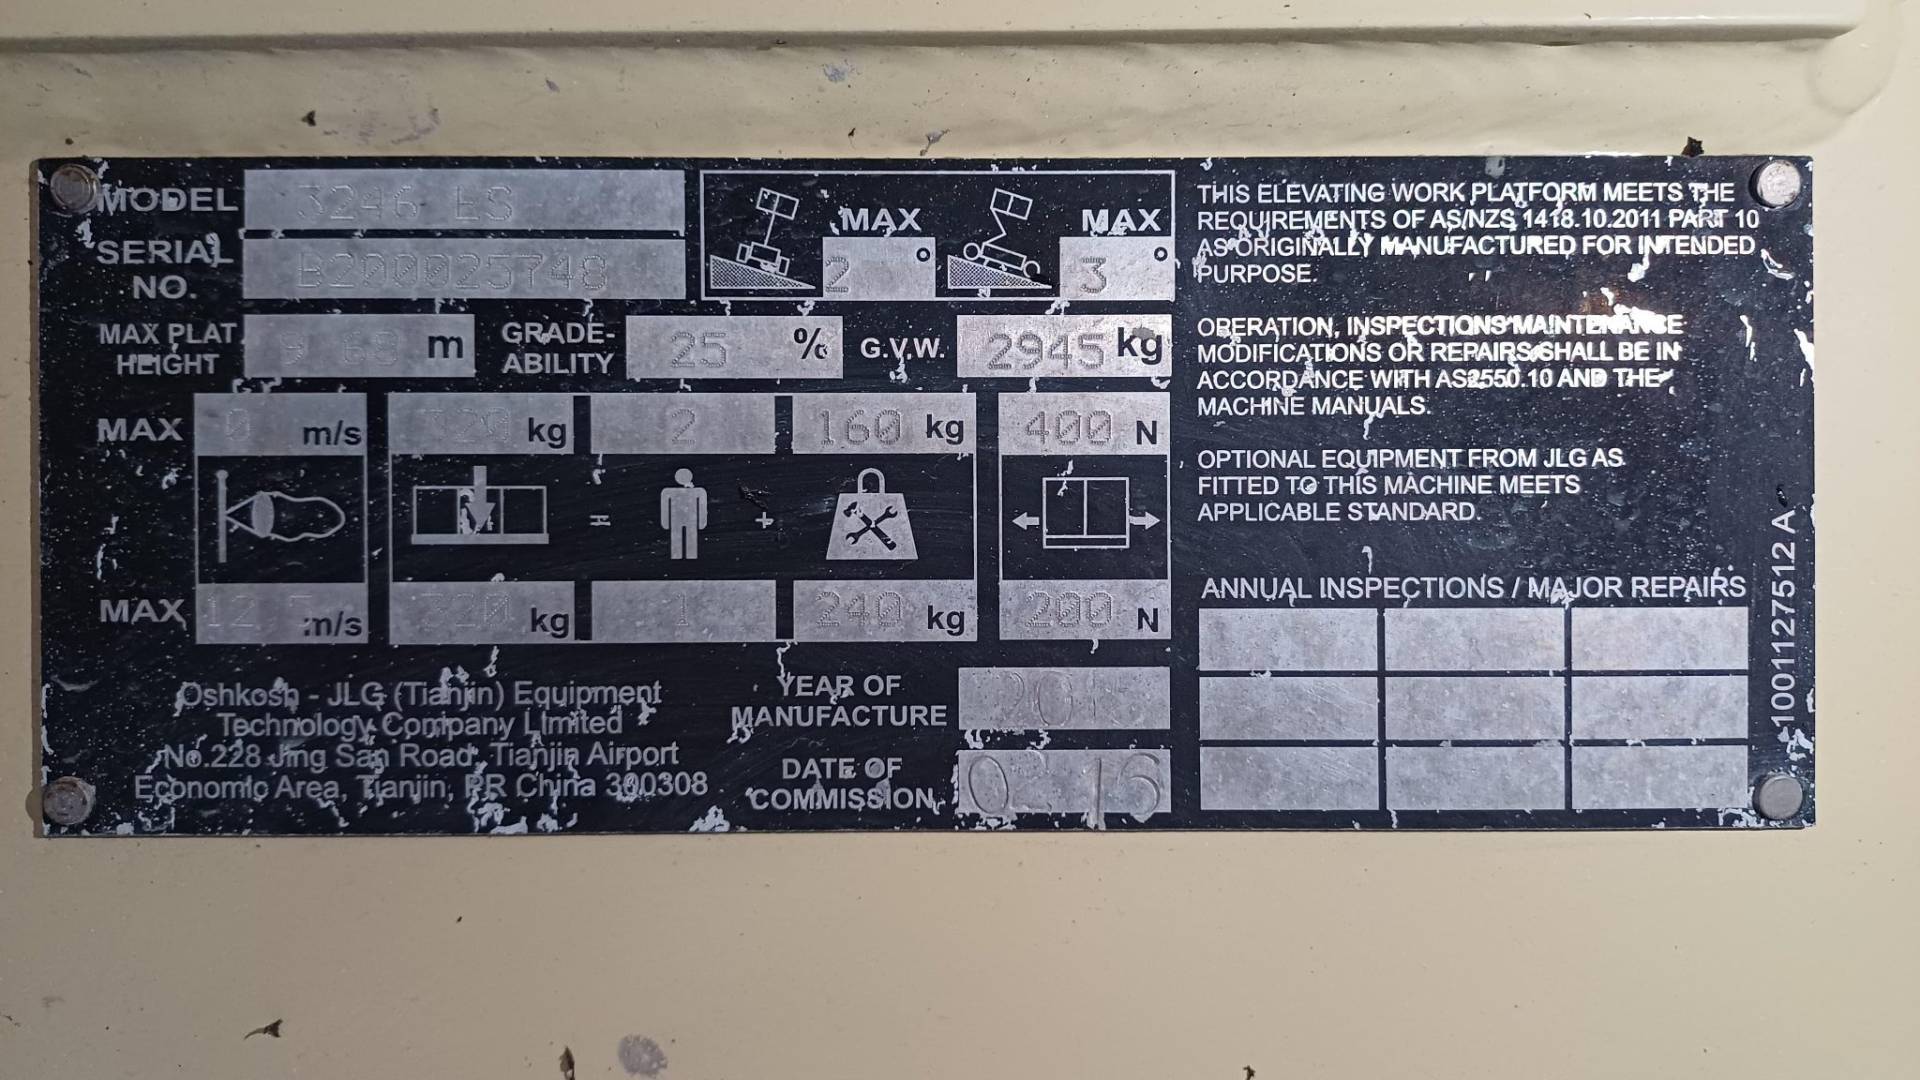 MODEL 3246 ES
SERIAL NO. B200025748
MAX 2°
MAX 3°
MAX PLAT HEIGHT m
GRADE-ABILITY 25 %
G.V.W. 2945 kg
MAX 0 m/s 320 kg 2 160 kg 400 N
= +
MAX m/s 320 kg 1 240 kg 200 N
Oshkosh - JLG (Tianjin) Equipment
Technology Company Limited
No.228 Jing San Road, Tianjin Airport
Economic Area, Tianjin, PR China 300308
YEAR OF
MANUFACTURE
DATE OF
COMMISSION
THIS ELEVATING WORK PLATFORM MEETS THE
REQUIREMENTS OF AS/NZS 1418.10.2011 PART 10
AS ORIGINALLY MANUFACTURED FOR INTENDED
PURPOSE.
OPERATION, INSPECTIONS MAINTENANCE
MODIFICATIONS OR REPAIRS SHALL BE IN
ACCORDANCE WITH AS2550.10 AND THE
MACHINE MANUALS.
OPTIONAL EQUIPMENT FROM JLG AS
FITTED TO THIS MACHINE MEETS
APPLICABLE STANDARD.
ANNUAL INSPECTIONS / MAJOR REPAIRS
1001127512 A